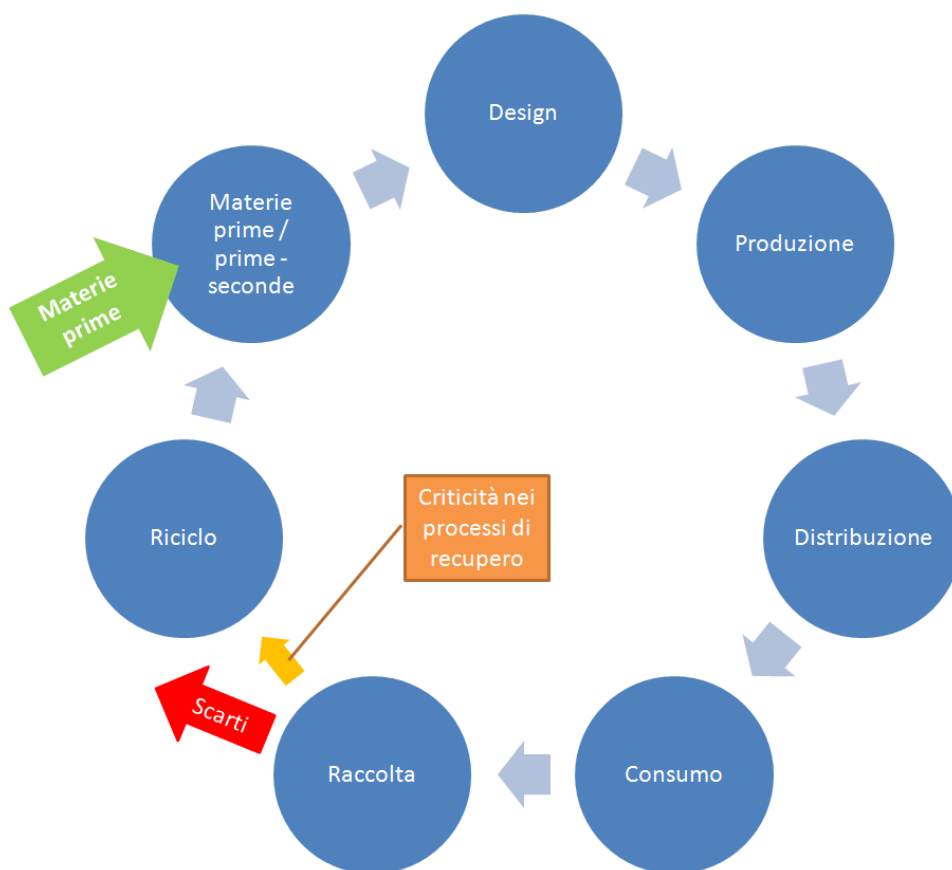 Design
Materie
prime /
prime -
seconde
Produzione
Materie
prime
Criticità nei
processi di
recupero
Riciclo
Distribuzione
Scarti
Raccolta
Consumo